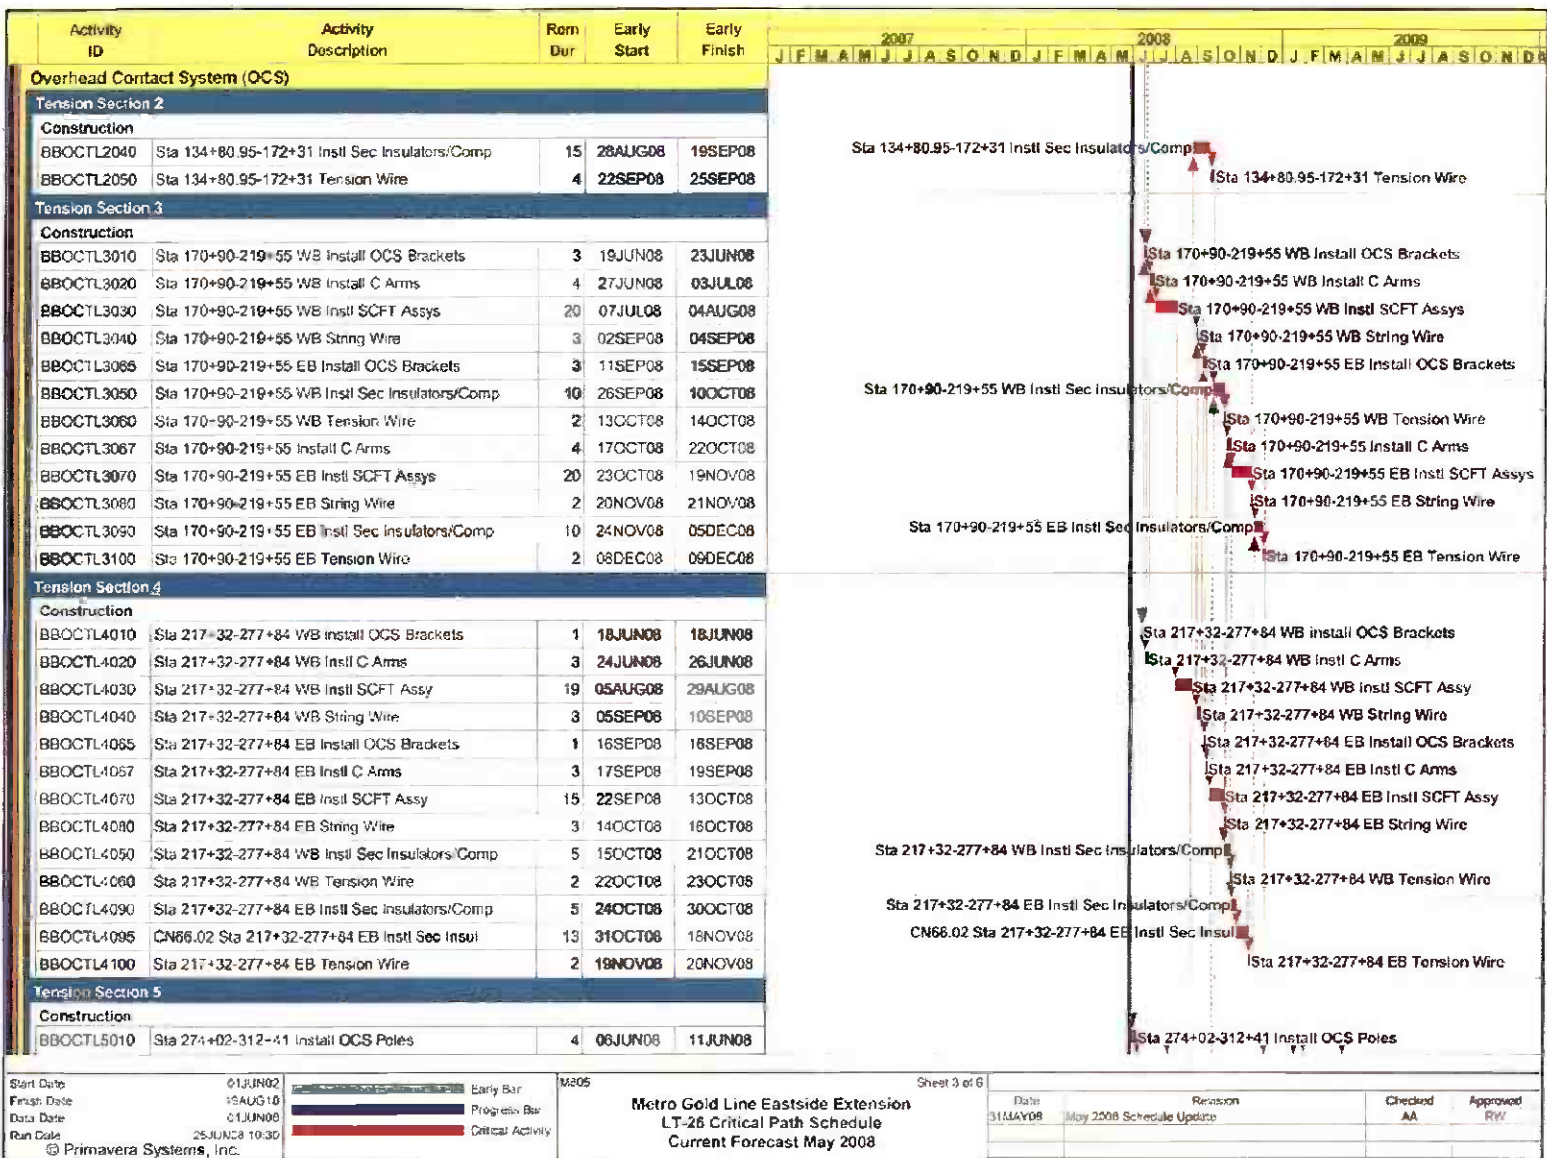 Activity ID Activity Description Rem Dur Early Start Early Finish
2007 2008 2009
J F M A M J J A S O N D J F M A M J J A S O N D J F M A M J J A S O N D
Overhead Contact System (OCS)
Tension Section 2
Construction
BBOCTL2040 Sta 134+80.95-172+31 Instl Sec Insulators/Comp 15 28AUG08 19SEP08 Sta 134+80.95-172+31 Instl Sec Insulators/Comp
BBOCTL2050 Sta 134+80.95-172+31 Tension Wire 4 22SEP08 25SEP08 Sta 134+80.95-172+31 Tension Wire
Tension Section 3
Construction
BBOCTL3010 Sta 170+90-219+55 WB Install OCS Brackets 3 19JUN08 23JUN08 Sta 170+90-219+55 WB Install OCS Brackets
BBOCTL3020 Sta 170+90-219+55 WB Install C Arms 4 27JUN08 03JUL08 Sta 170+90-219+55 WB Install C Arms
BBOCTL3030 Sta 170+90-219+55 WB Instl SCFT Assys 20 07JUL08 04AUG08 Sta 170+90-219+55 WB Instl SCFT Assys
BBOCTL3040 Sta 170+90-219+55 WB String Wire 3 02SEP08 04SEP08 Sta 170+90-219+55 WB String Wire
BBOCTL3065 Sta 170+90-219+55 EB Install OCS Brackets 3 11SEP08 15SEP08 Sta 170+90-219+55 EB Install OCS Brackets
BBOCTL3050 Sta 170+90-219+55 WB Instl Sec Insulators/Comp 10 26SEP08 10OCT08 Sta 170+90-219+55 WB Instl Sec Insulators/Comp
BBOCTL3060 Sta 170+90-219+55 WB Tension Wire 2 13OCT08 14OCT08 Sta 170+90-219+55 WB Tension Wire
BBOCTL3067 Sta 170+90-219+55 Install C Arms 4 17OCT08 22OCT08 Sta 170+90-219+55 Install C Arms
BBOCTL3070 Sta 170+90-219+55 EB Instl SCFT Assys 20 23OCT08 19NOV08 Sta 170+90-219+55 EB Instl SCFT Assys
BBOCTL3080 Sta 170+90-219+55 EB String Wire 2 20NOV08 21NOV08 Sta 170+90-219+55 EB String Wire
BBOCTL3090 Sta 170+90-219+55 EB Instl Sec Insulators/Comp 10 24NOV08 05DEC08 Sta 170+90-219+55 EB Instl Sec Insulators/Comp
BBOCTL3100 Sta 170+90-219+55 EB Tension Wire 2 08DEC08 09DEC08 Sta 170+90-219+55 EB Tension Wire
Tension Section 4
Construction
BBOCTL4010 Sta 217+32-277+84 WB Install OCS Brackets 1 18JUN08 18JUN08 Sta 217+32-277+84 WB Install OCS Brackets
BBOCTL4020 Sta 217+32-277+84 WB Instl C Arms 3 24JUN08 26JUN08 Sta 217+32-277+84 WB Instl C Arms
BBOCTL4030 Sta 217+32-277+84 WB Instl SCFT Assy 19 05AUG08 29AUG08 Sta 217+32-277+84 WB Instl SCFT Assy
BBOCTL4040 Sta 217+32-277+84 WB String Wire 3 05SEP08 10SEP08 Sta 217+32-277+84 WB String Wire
BBOCTL4065 Sta 217+32-277+84 EB Install OCS Brackets 1 16SEP08 16SEP08 Sta 217+32-277+84 EB Install OCS Brackets
BBOCTL4067 Sta 217+32-277+84 EB Instl C Arms 3 17SEP08 19SEP08 Sta 217+32-277+84 EB Instl C Arms
BBOCTL4070 Sta 217+32-277+84 EB Instl SCFT Assy 15 22SEP08 13OCT08 Sta 217+32-277+84 EB Instl SCFT Assy
BBOCTL4080 Sta 217+32-277+84 EB String Wire 3 14OCT08 16OCT08 Sta 217+32-277+84 EB String Wire
BBOCTL4050 Sta 217+32-277+84 WB Instl Sec Insulators/Comp 5 15OCT08 21OCT08 Sta 217+32-277+84 WB Instl Sec Insulators/Comp
BBOCTL4060 Sta 217+32-277+84 WB Tension Wire 2 22OCT08 23OCT08 Sta 217+32-277+84 WB Tension Wire
BBOCTL4090 Sta 217+32-277+84 EB Instl Sec Insulators/Comp 5 24OCT08 30OCT08 Sta 217+32-277+84 EB Instl Sec Insulators/Comp
BBOCTL4095 CN66.02 Sta 217+32-277+84 EB Instl Sec Insul 13 31OCT08 18NOV08 CN66.02 Sta 217+32-277+84 EB Instl Sec Insul
BBOCTL4100 Sta 217+32-277+84 EB Tension Wire 2 19NOV08 20NOV08 Sta 217+32-277+84 EB Tension Wire
Tension Section 5
Construction
BBOCTL5010 Sta 274+02-312+41 Install OCS Poles 4 06JUN08 11JUN08 Sta 274+02-312+41 Install OCS Poles
Start Date 01JUN02
Finish Date 19AUG10
Data Date 01JUN08
Run Date 25JUN08 10:30
© Primavera Systems, Inc.
Early Bar
Progress Bar
Critical Activity
M805
Sheet 3 of 6
Metro Gold Line Eastside Extension
LT-26 Critical Path Schedule
Current Forecast May 2008
Date Revision Checked Approved
31MAY08 May 2008 Schedule Update AA RW